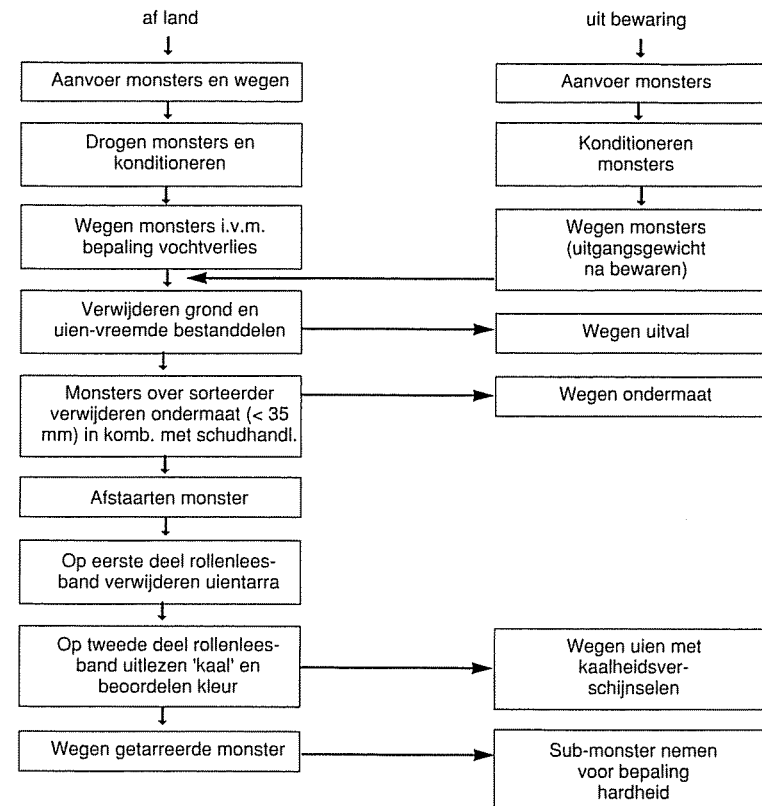 af land
Aanvoer monsters en wegen
Drogen monsters en
konditioneren
Wegen monsters i.v.m.
bepaling vochtverlies
Verwijderen grond en
uien-vreemde bestanddelen
Monsters over sorteerder
verwijderen ondermaat (< 35
mm) in komb. met schudhandl.
Afstaarten monster
Op eerste deel rollenlees-
band verwijderen uientarra
Op tweede deel rollenlees-
band uitlezen 'kaal' en
beoordelen kleur
Wegen getarreerde monster
uit bewaring
Aanvoer monsters
Konditioneren
monsters
Wegen monsters
(uitgangsgewicht
na bewaren)
Wegen uitval
Wegen ondermaat
Wegen uien met
kaalheidsver-
schijnselen
Sub-monster nemen
voor bepaling
hardheid